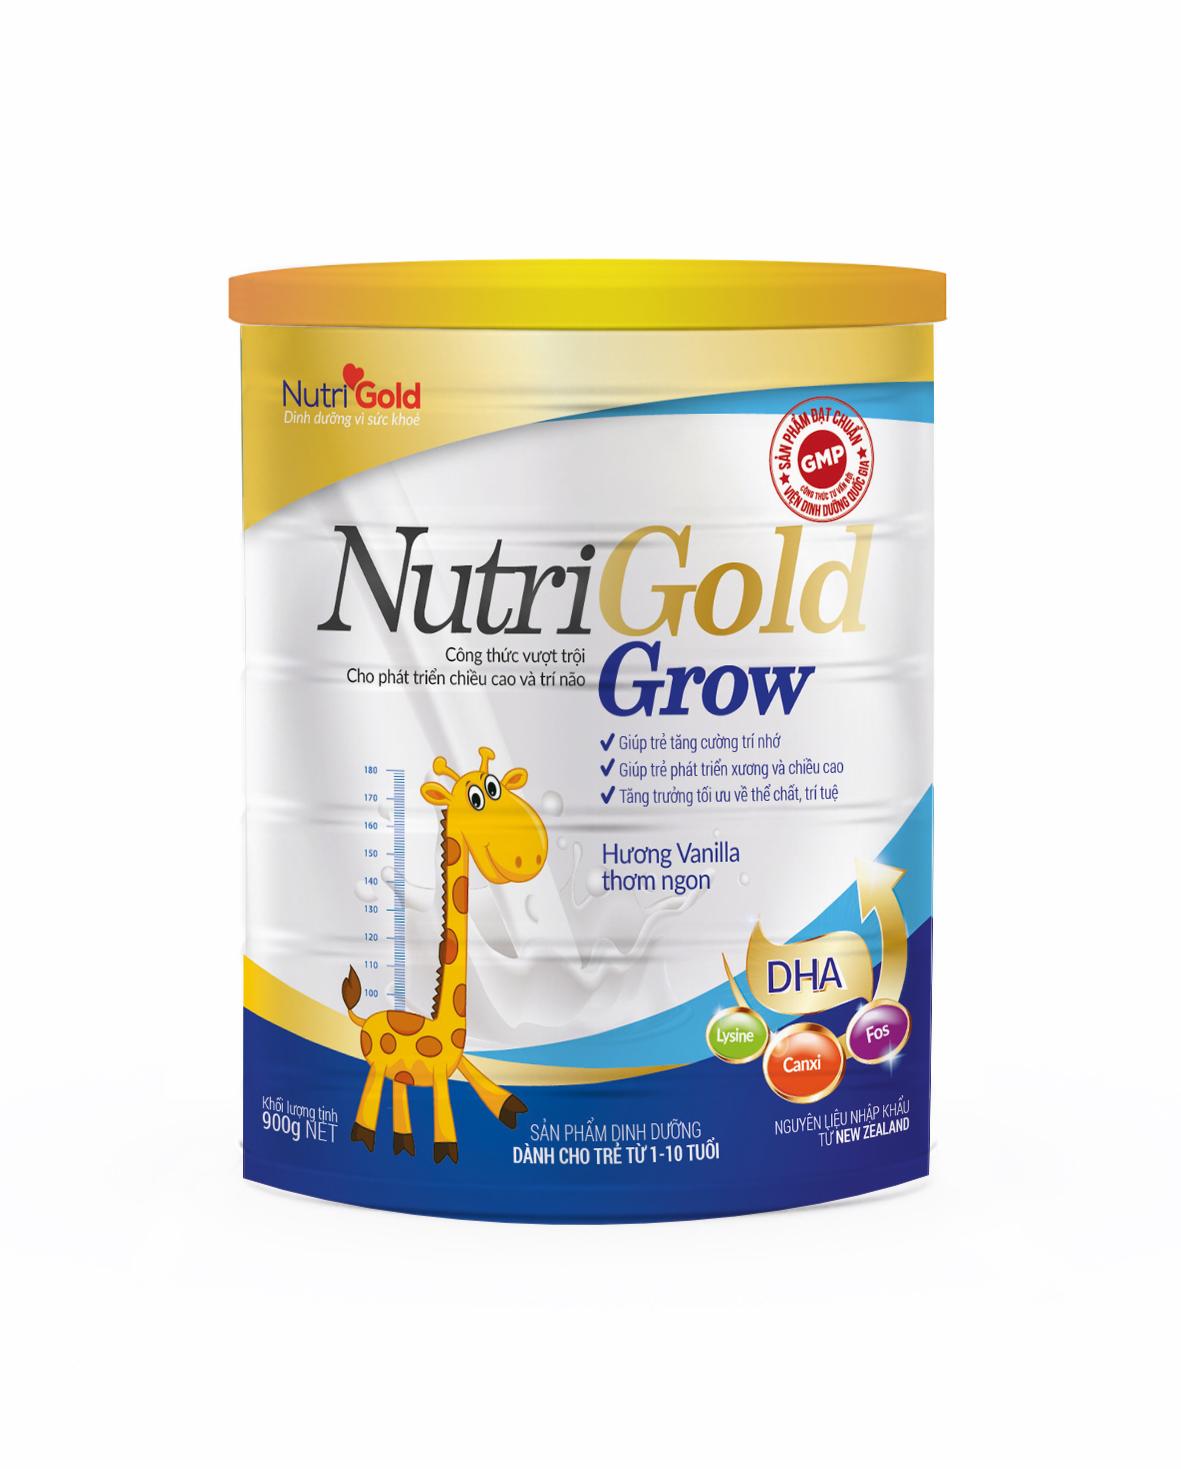 NutriGold
Dinh dưỡng vì sức khoẻ
SẢN PHẨM ĐẠT CHUẨN
GMP
CÔNG THỨC TƯ VẤN BỞI
VIỆN DINH DƯỠNG QUỐC GIA
NutriGold
Công thức vượt trội
Cho phát triển chiều cao và trí não
Grow
Giúp trẻ tăng cường trí nhớ
Giúp trẻ phát triển xương và chiều cao
Tăng trưởng tối ưu về thể chất, trí tuệ
180
170
160
150
140
130
120
110
100
Hương Vanilla
thơm ngon
DHA
Lysine
Canxi
Fos
Khối lượng tịnh
900g NET
SẢN PHẨM DINH DƯỠNG
DÀNH CHO TRẺ TỪ 1-10 TUỔI
NGUYÊN LIỆU NHẬP KHẨU
TỪ NEW ZEALAND